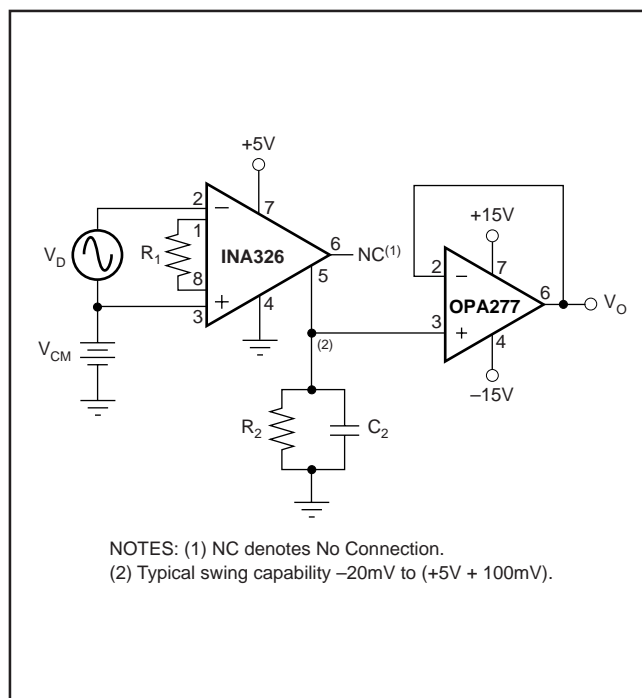 +5V
2
−
7
1
V_D
R_1
INA326
6
NC(1)
8
5
+
3
4
V_CM
(2)
+15V
2
−
7
OPA277
6
V_O
3
+
4
−15V
R_2
C_2
NOTES: (1) NC denotes No Connection.
(2) Typical swing capability −20mV to (+5V + 100mV).